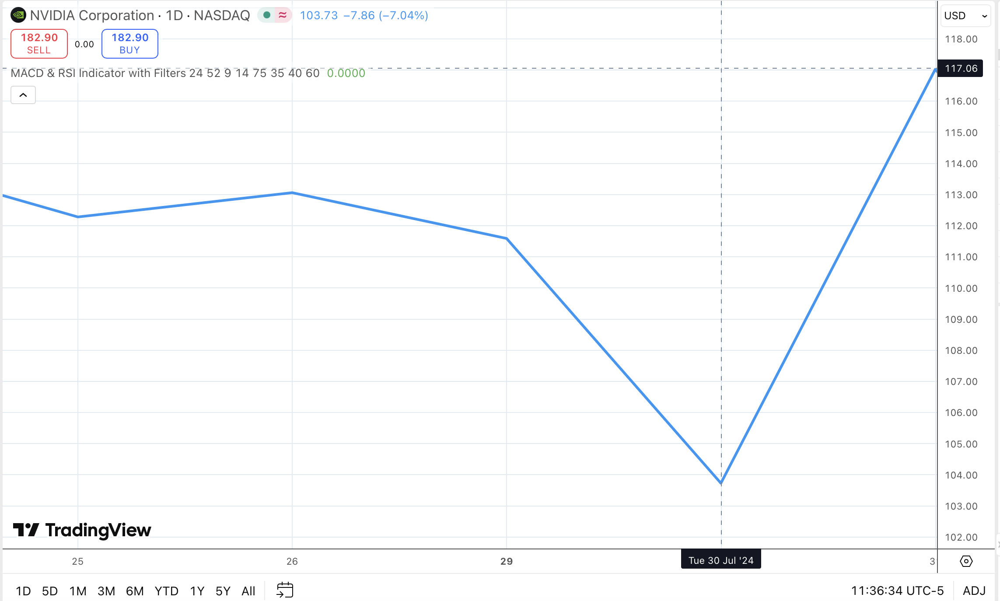 NVIDIA Corporation · 1D · NASDAQ ≈ 103.73 −7.86 (−7.04%)
USD
182.90 SELL
0.00
182.90 BUY
MACD & RSI Indicator with Filters 24 52 9 14 75 35 40 60 0.0000
118.00
117.06
116.00
115.00
114.00
113.00
112.00
111.00
110.00
109.00
108.00
107.00
106.00
105.00
104.00
103.00
102.00
TradingView
25 26 29 Tue 30 Jul '24 3
1D 5D 1M 3M 6M YTD 1Y 5Y All 11:36:34 UTC-5 ADJ